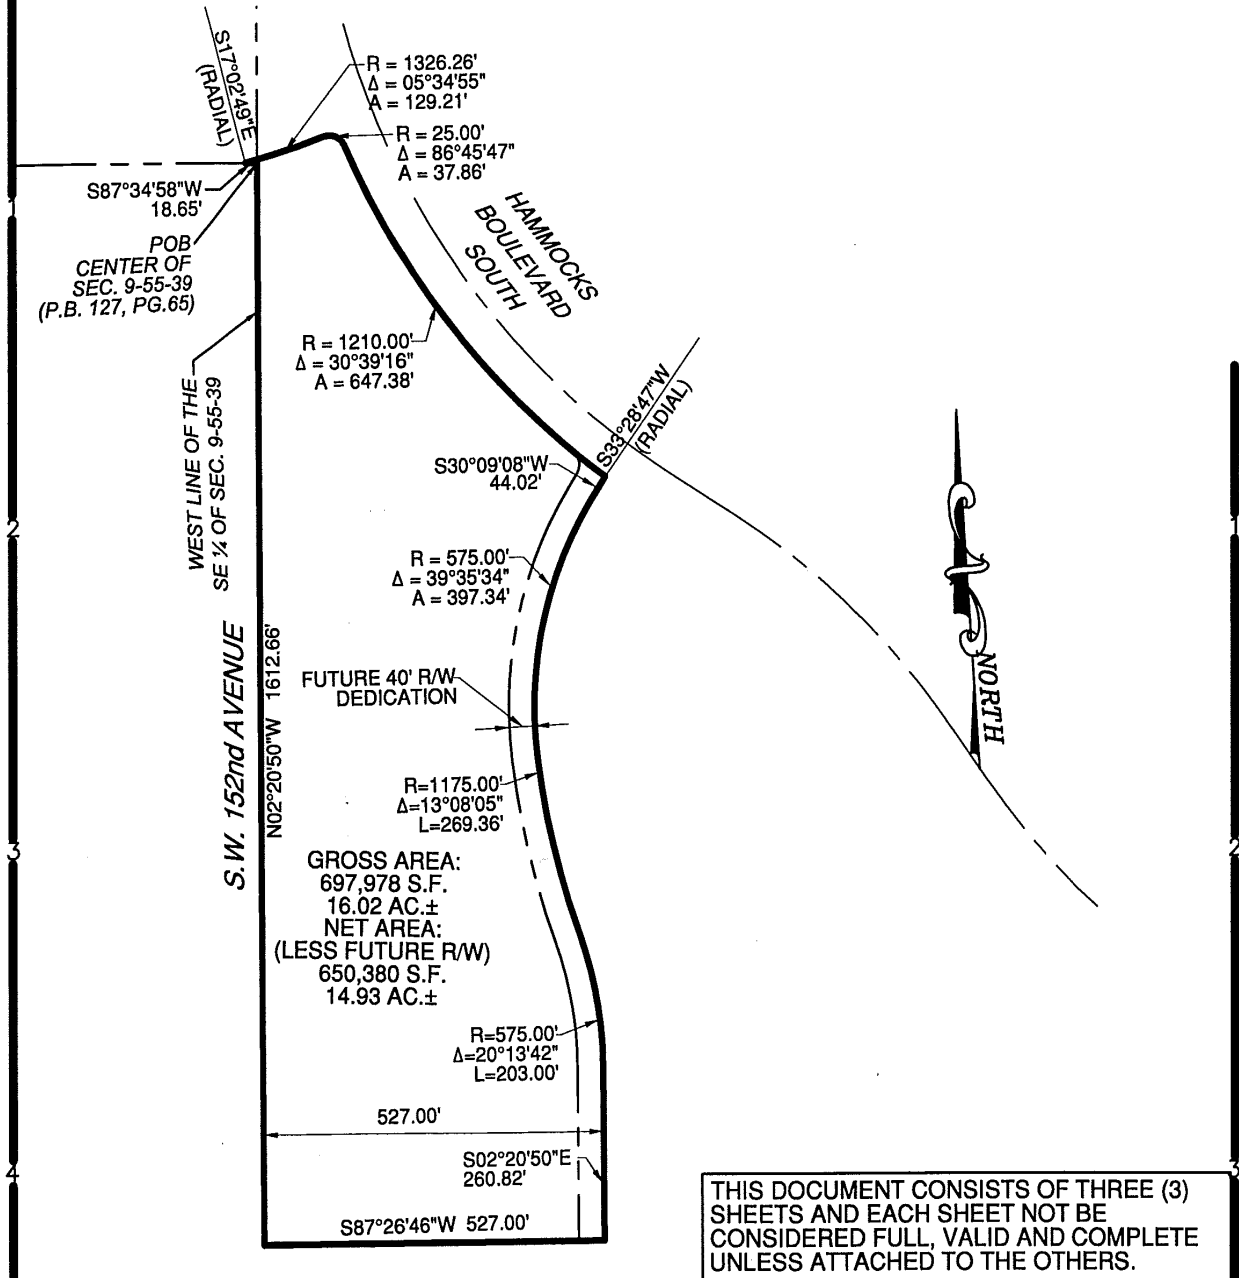 S17°02'49"E
(RADIAL)
R = 1326.26'
Δ = 05°34'55"
A = 129.21'
R = 25.00'
Δ = 86°45'47"
A = 37.86'
S87°34'58"W
18.65'
POB
CENTER OF
SEC. 9-55-39
(P.B. 127, PG.65)
HAMMOCKS
BOULEVARD
SOUTH
R = 1210.00'
Δ = 30°39'16"
A = 647.38'
WEST LINE OF THE
SE ¼ OF SEC. 9-55-39
S33°28'47"W
(RADIAL)
S30°09'08"W
44.02'
R = 575.00'
Δ = 39°35'34"
A = 397.34'
S.W. 152nd AVENUE
N02°20'50"W 1612.66'
FUTURE 40' R/W
DEDICATION
NORTH
R=1175.00'
Δ=13°08'05"
L=269.36'
GROSS AREA:
697,978 S.F.
16.02 AC.±
NET AREA:
(LESS FUTURE R/W)
650,380 S.F.
14.93 AC.±
R=575.00'
Δ=20°13'42"
L=203.00'
527.00'
S02°20'50"E
260.82'
S87°26'46"W 527.00'
THIS DOCUMENT CONSISTS OF THREE (3)
SHEETS AND EACH SHEET NOT BE
CONSIDERED FULL, VALID AND COMPLETE
UNLESS ATTACHED TO THE OTHERS.
1
2
3
4
1
2
3